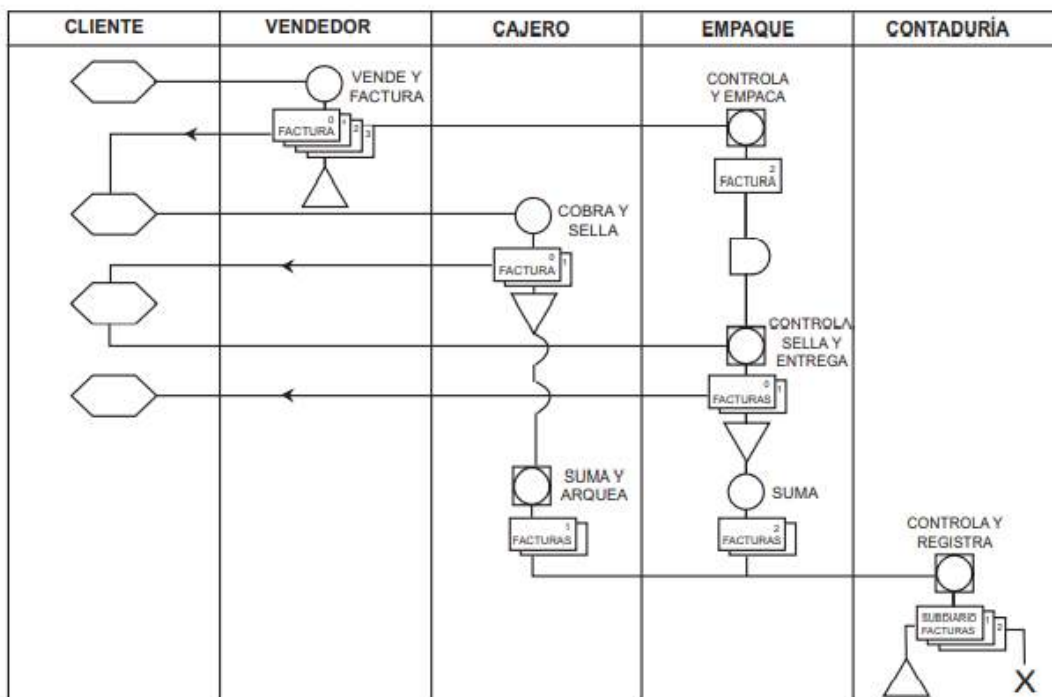 CLIENTE
VENDEDOR
CAJERO
EMPAQUE
CONTADURÍA
VENDE Y
FACTURA
0
FACTURA
1
2
3
CONTROLA
Y EMPACA
2
FACTURA
COBRA Y
SELLA
0
FACTURA
1
CONTROLA
SELLA Y
ENTREGA
0
FACTURAS
1
SUMA Y
ARQUEA
1
FACTURAS
SUMA
2
FACTURAS
CONTROLA Y
REGISTRA
SUBDIARIO
FACTURAS
1
2
X